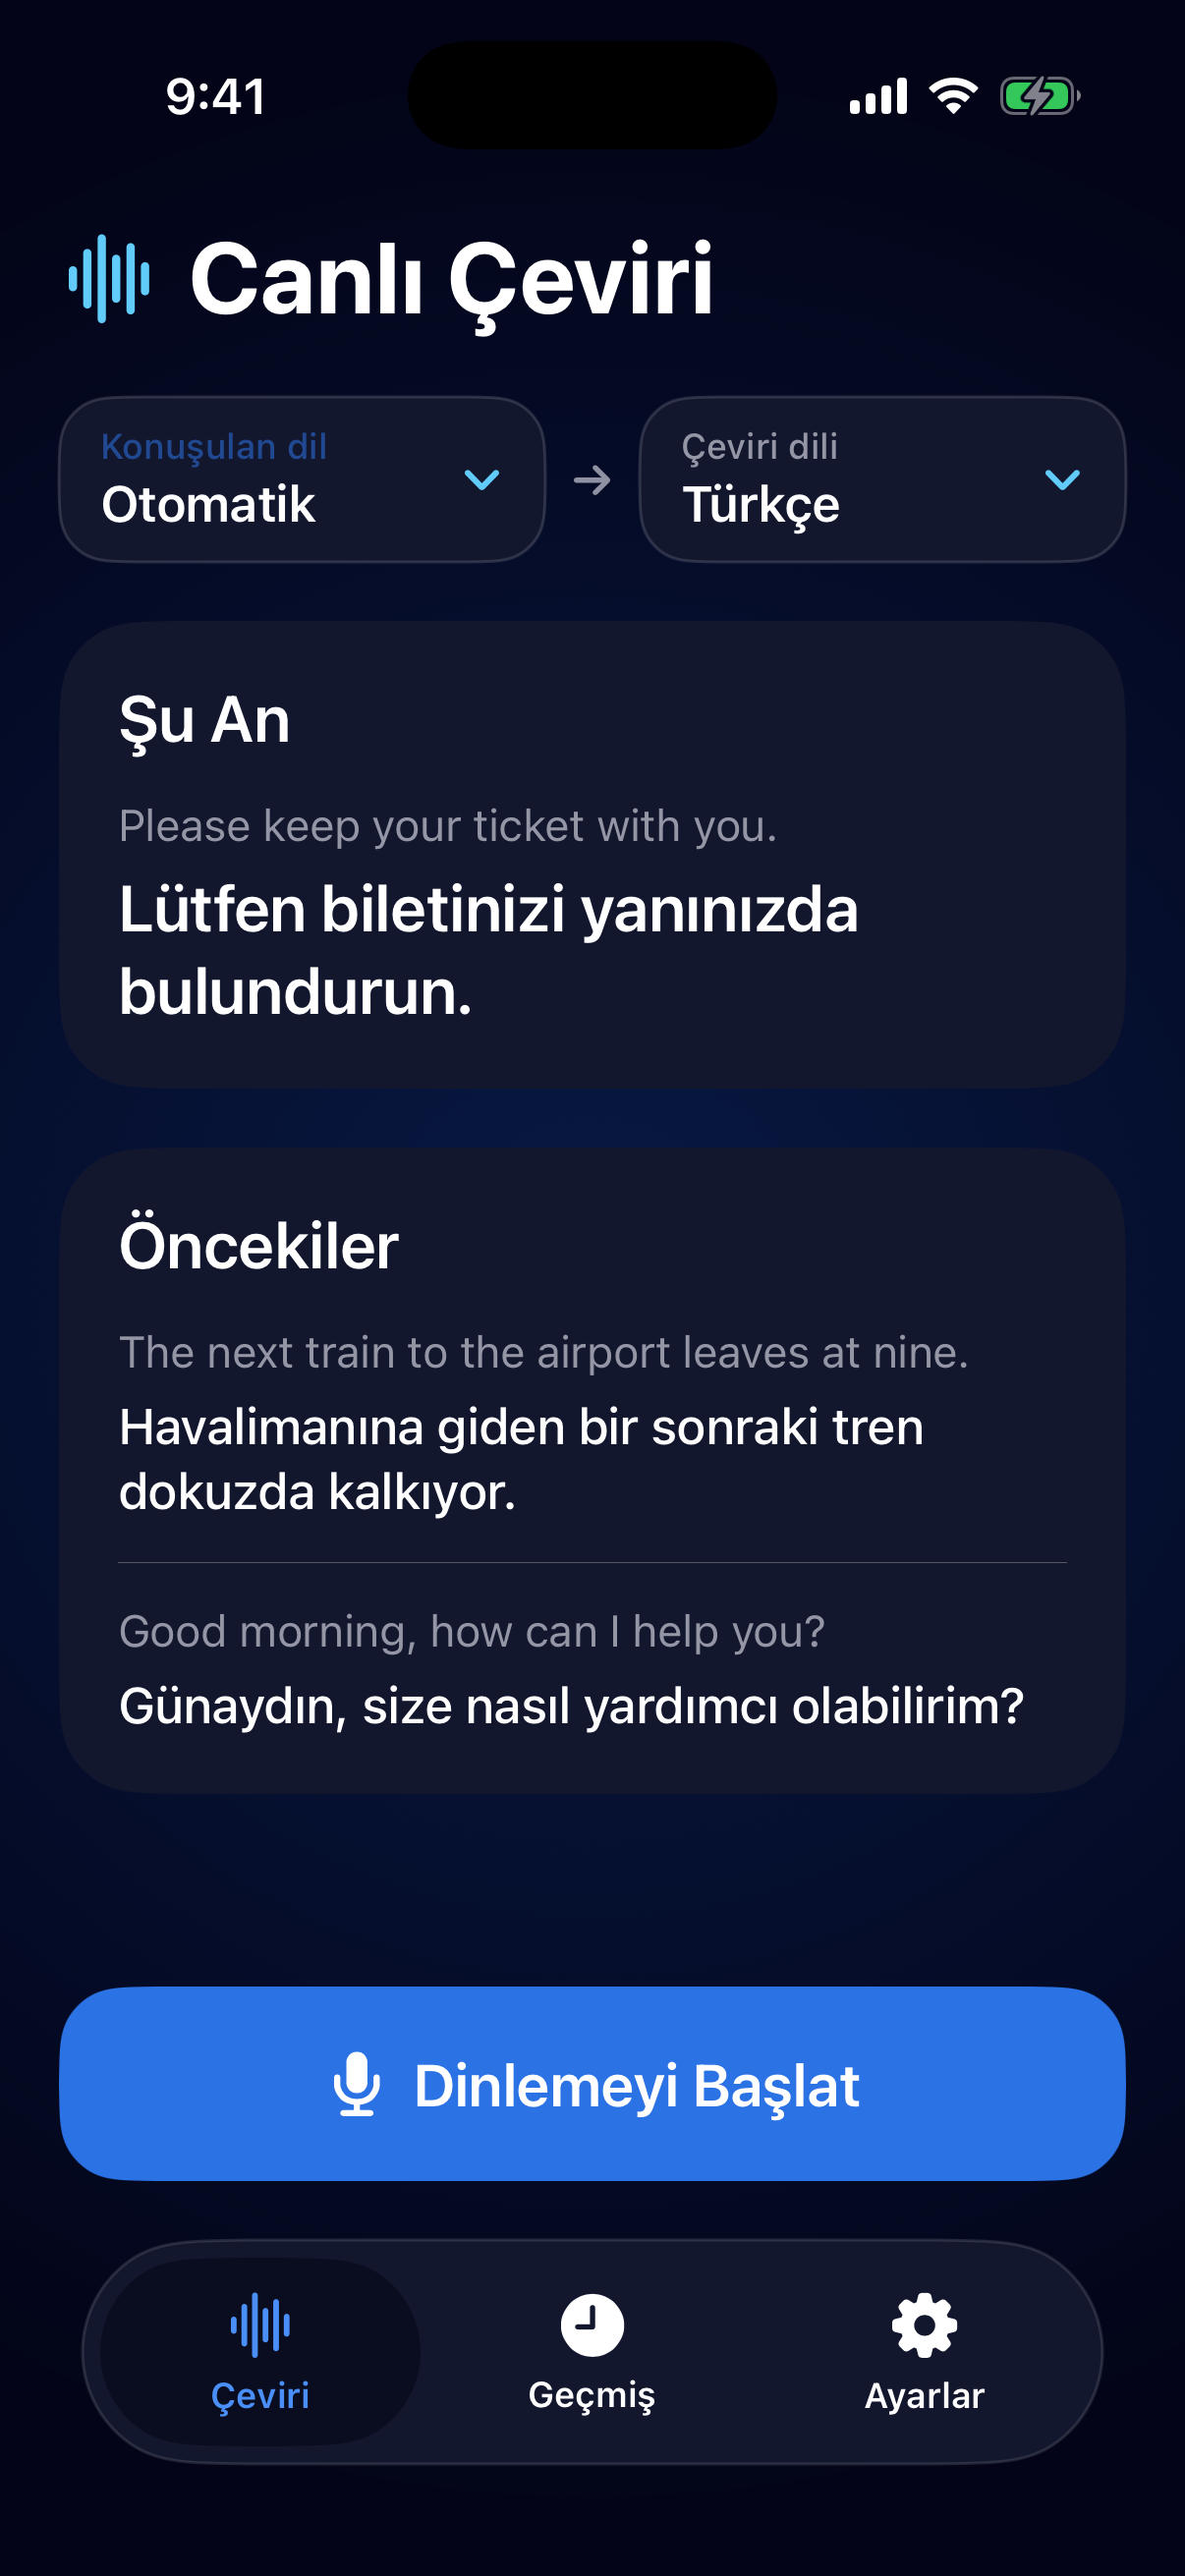 9:41
Canlı Çeviri
Konuşulan dil
Otomatik
Çeviri dili
Türkçe
Şu An
Please keep your ticket with you.
Lütfen biletinizi yanınızda
bulundurun.
Öncekiler
The next train to the airport leaves at nine.
Havalimanına giden bir sonraki tren
dokuzda kalkıyor.
Good morning, how can I help you?
Günaydın, size nasıl yardımcı olabilirim?
Dinlemeyi Başlat
Çeviri
Geçmiş
Ayarlar